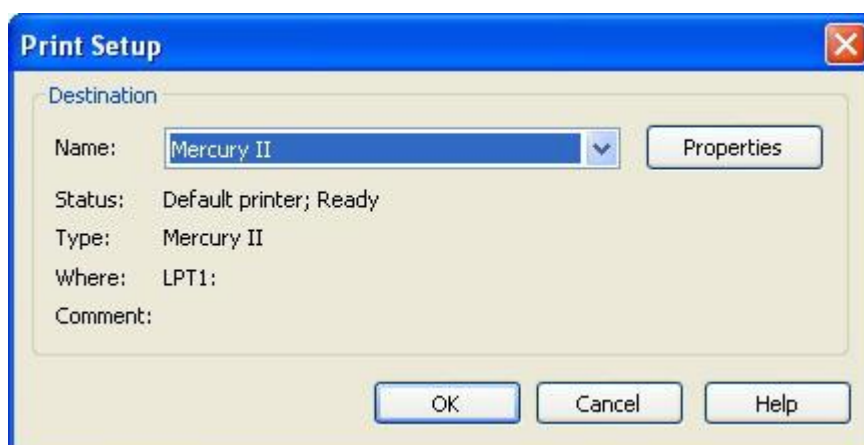 Print Setup
Destination
Name: Mercury II Properties
Status: Default printer; Ready
Type: Mercury II
Where: LPT1:
Comment:
OK Cancel Help